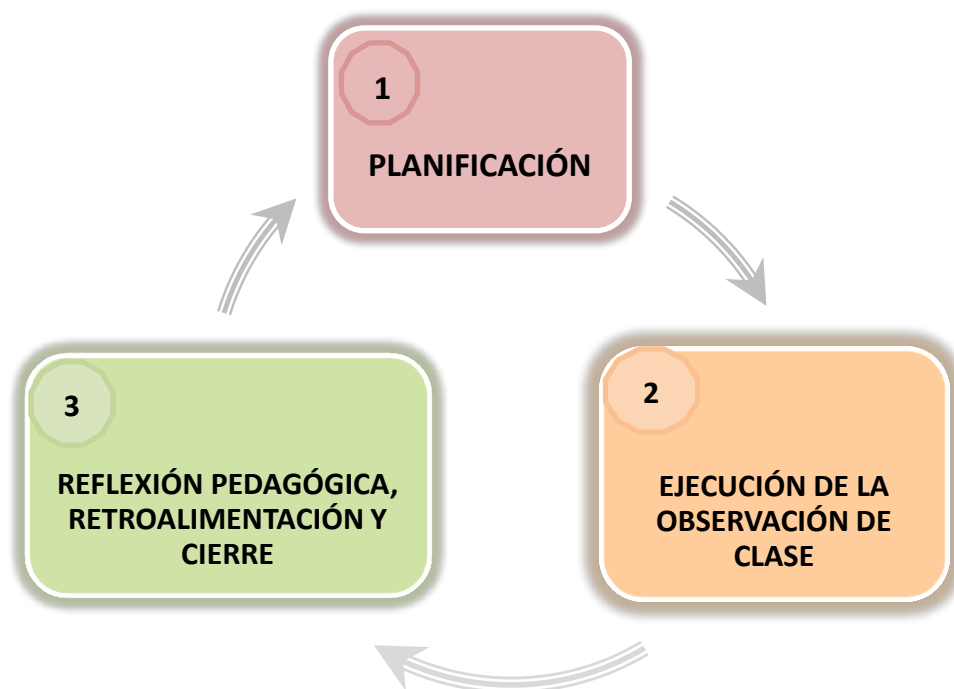 1
PLANIFICACIÓN
2
EJECUCIÓN DE LA
OBSERVACIÓN DE
CLASE
3
REFLEXIÓN PEDAGÓGICA,
RETROALIMENTACIÓN Y
CIERRE